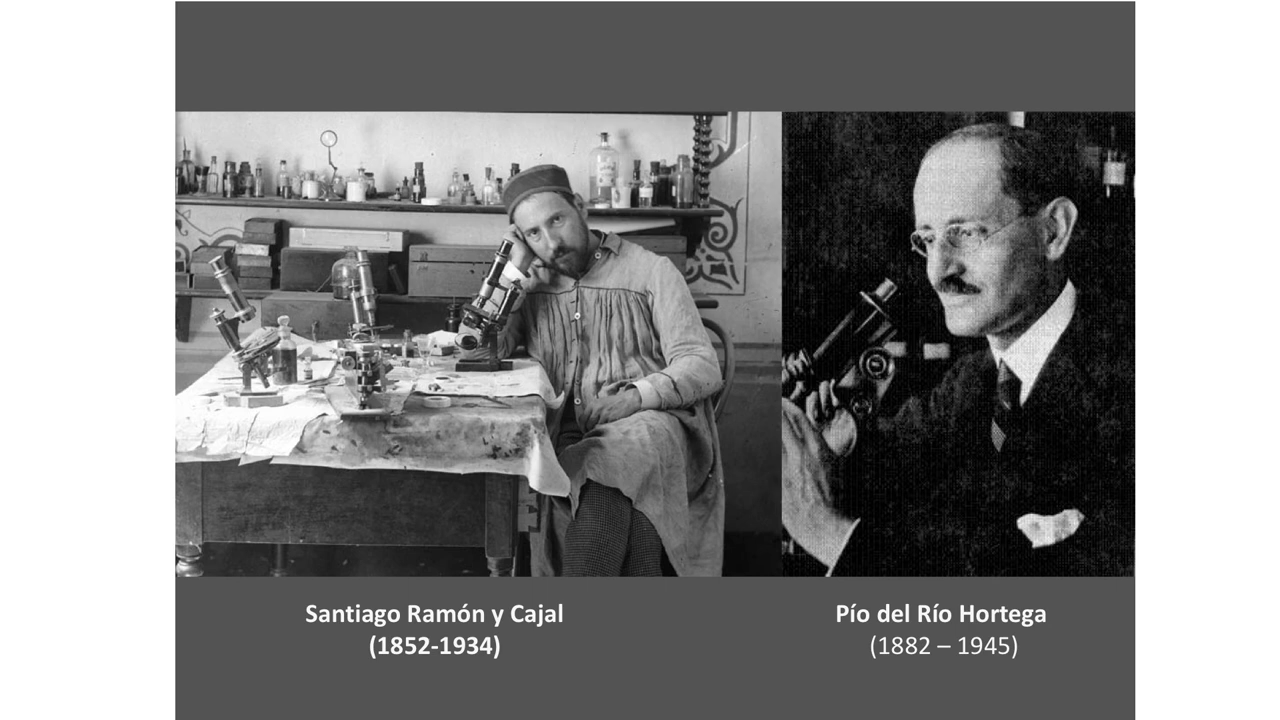 Santiago Ramón y Cajal
(1852-1934)
Pío del Río Hortega
(1882 – 1945)